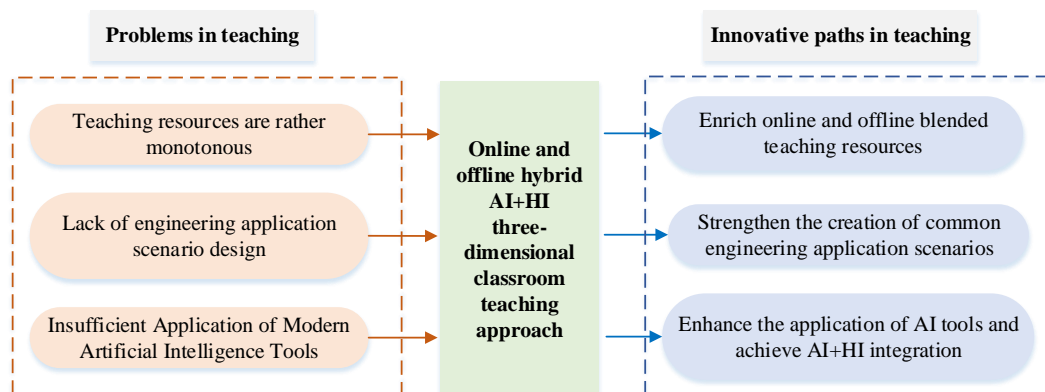 Problems in teaching
Teaching resources are rather
monotonous
Lack of engineering application
scenario design
Insufficient Application of Modern
Artificial Intelligence Tools
Online and
offline hybrid
AI+HI
three-
dimensional
classroom
teaching
approach
Innovative paths in teaching
Enrich online and offline blended
teaching resources
Strengthen the creation of common
engineering application scenarios
Enhance the application of AI tools and
achieve AI+HI integration